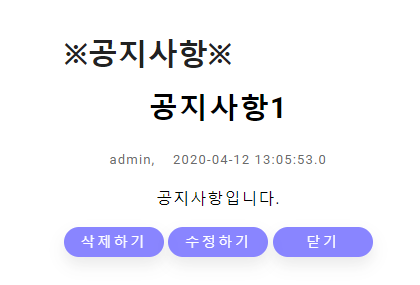 ※공지사항※
공지사항1
admin, 2020-04-12 13:05:53.0
공지사항입니다.
삭제하기 수정하기 닫기